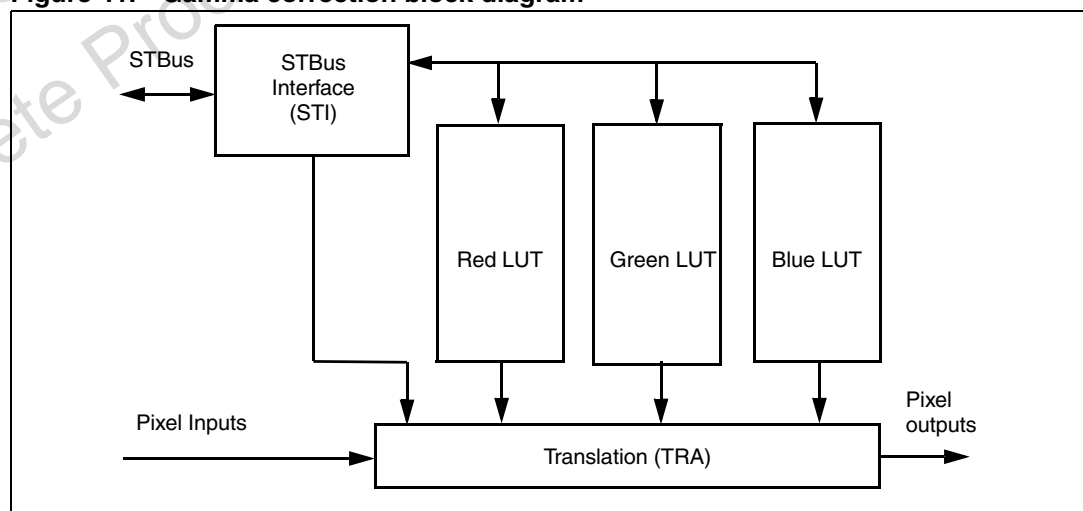 STBus
STBus
Interface
(STI)
Red LUT
Green LUT
Blue LUT
Pixel Inputs
Pixel
outputs
Translation (TRA)